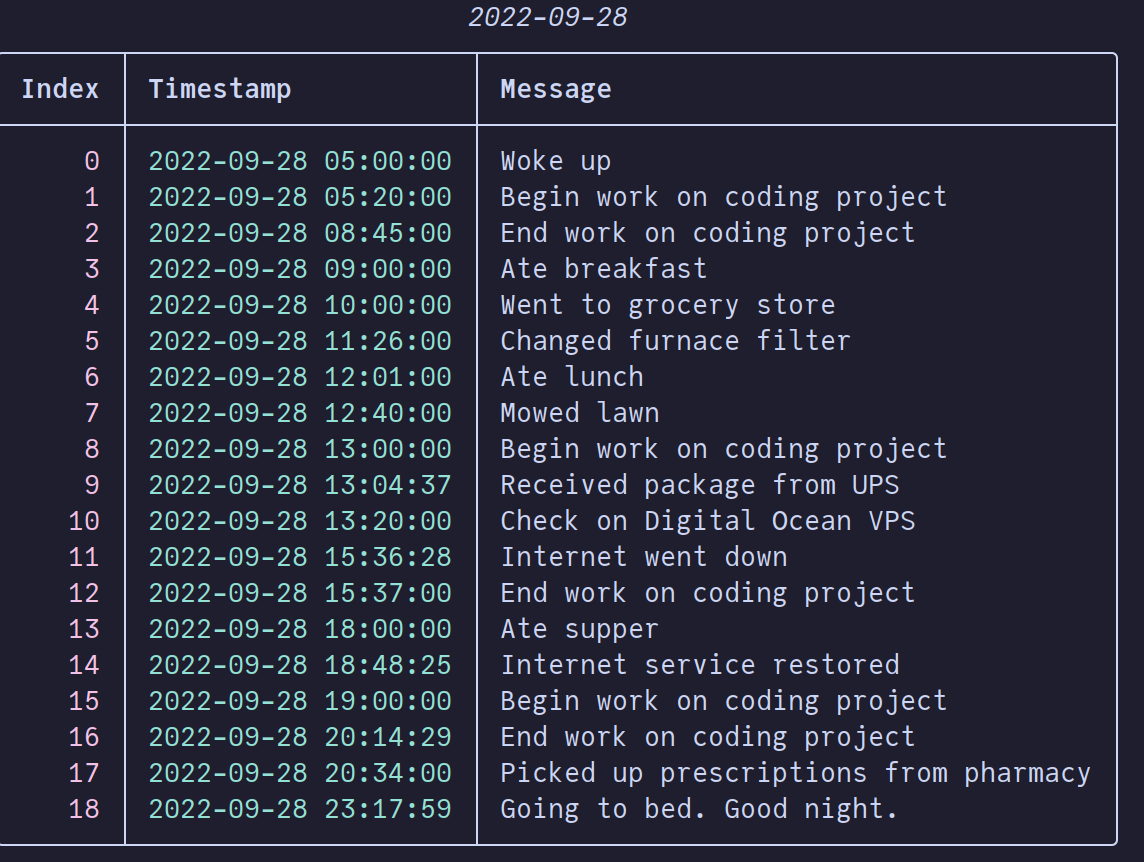 2022-09-28
Index Timestamp Message
0 2022-09-28 05:00:00 Woke up
1 2022-09-28 05:20:00 Begin work on coding project
2 2022-09-28 08:45:00 End work on coding project
3 2022-09-28 09:00:00 Ate breakfast
4 2022-09-28 10:00:00 Went to grocery store
5 2022-09-28 11:26:00 Changed furnace filter
6 2022-09-28 12:01:00 Ate lunch
7 2022-09-28 12:40:00 Mowed lawn
8 2022-09-28 13:00:00 Begin work on coding project
9 2022-09-28 13:04:37 Received package from UPS
10 2022-09-28 13:20:00 Check on Digital Ocean VPS
11 2022-09-28 15:36:28 Internet went down
12 2022-09-28 15:37:00 End work on coding project
13 2022-09-28 18:00:00 Ate supper
14 2022-09-28 18:48:25 Internet service restored
15 2022-09-28 19:00:00 Begin work on coding project
16 2022-09-28 20:14:29 End work on coding project
17 2022-09-28 20:34:00 Picked up prescriptions from pharmacy
18 2022-09-28 23:17:59 Going to bed. Good night.